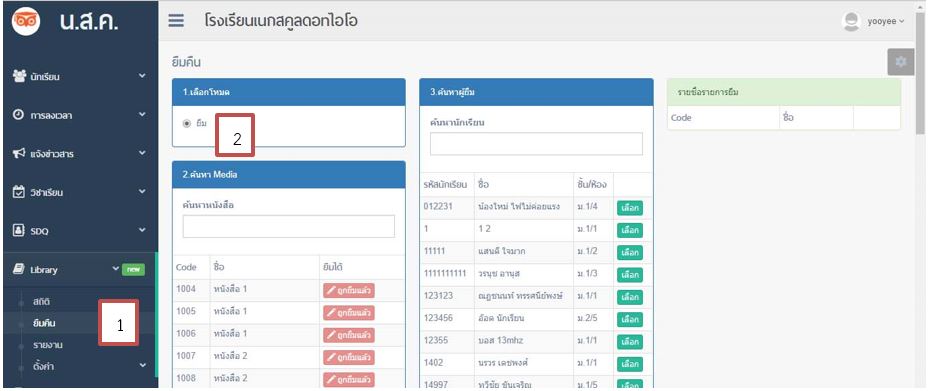 น.ส.ค.
โรงเรียนเนกสคูลดอทไอโอ
yooyee
นักเรียน
การลงเวลา
แจ้งข่าวสาร
วิชาเรียน
SDQ
Library new
สถิติ
ยืมคืน
รายงาน
ตั้งค่า
1
ยืมคืน
1.เลือกโหมด
ยืม
2
2.ค้นหา Media
ค้นหาหนังสือ
Code ชื่อ ยืมได้
1004 หนังสือ 1 ถูกยืมแล้ว
1005 หนังสือ 1 ถูกยืมแล้ว
1006 หนังสือ 1 ถูกยืมแล้ว
1007 หนังสือ 2 ถูกยืมแล้ว
1008 หนังสือ 2 ถูกยืมแล้ว
3.ค้นหาผู้ยืม
ค้นหานักเรียน
รหัสนักเรียน ชื่อ ชั้น/ห้อง
012231 น้องใหม่ ไฟไม่ค่อยแรง ม.1/4 เลือก
1 1 2 ม.1/1 เลือก
11111 แสนดี ใจมาก ม.1/2 เลือก
1111111111 วรนุช อานุส ม.1/3 เลือก
123123 ณฎชนนท์ ทรรศนีย์พงษ์ ม.1/1 เลือก
123456 อ๊อด นักเรียน ม.2/5 เลือก
12355 บอส 13mhz ม.1/1 เลือก
1402 นรวร เดชพงศ์ ม.1/1 เลือก
14997 ทวีชัย ขันเจริญ ม.1/5 เลือก
รายชื่อรายการยืม
Code ชื่อ